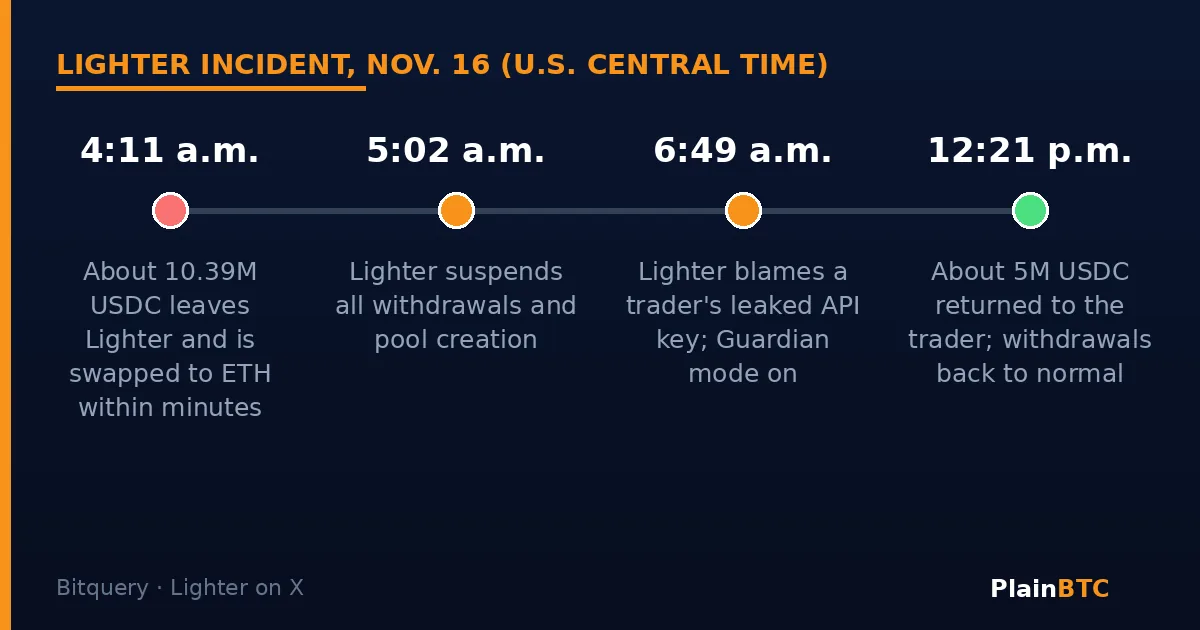 LIGHTER INCIDENT, NOV. 16 (U.S. CENTRAL TIME)
4:11 a.m.
About 10.39M
USDC leaves
Lighter and is
swapped to ETH
within minutes
5:02 a.m.
Lighter suspends
all withdrawals and
pool creation
6:49 a.m.
Lighter blames a
trader's leaked API
key; Guardian
mode on
12:21 p.m.
About 5M USDC
returned to the
trader; withdrawals
back to normal
Bitquery · Lighter on X
PlainBTC